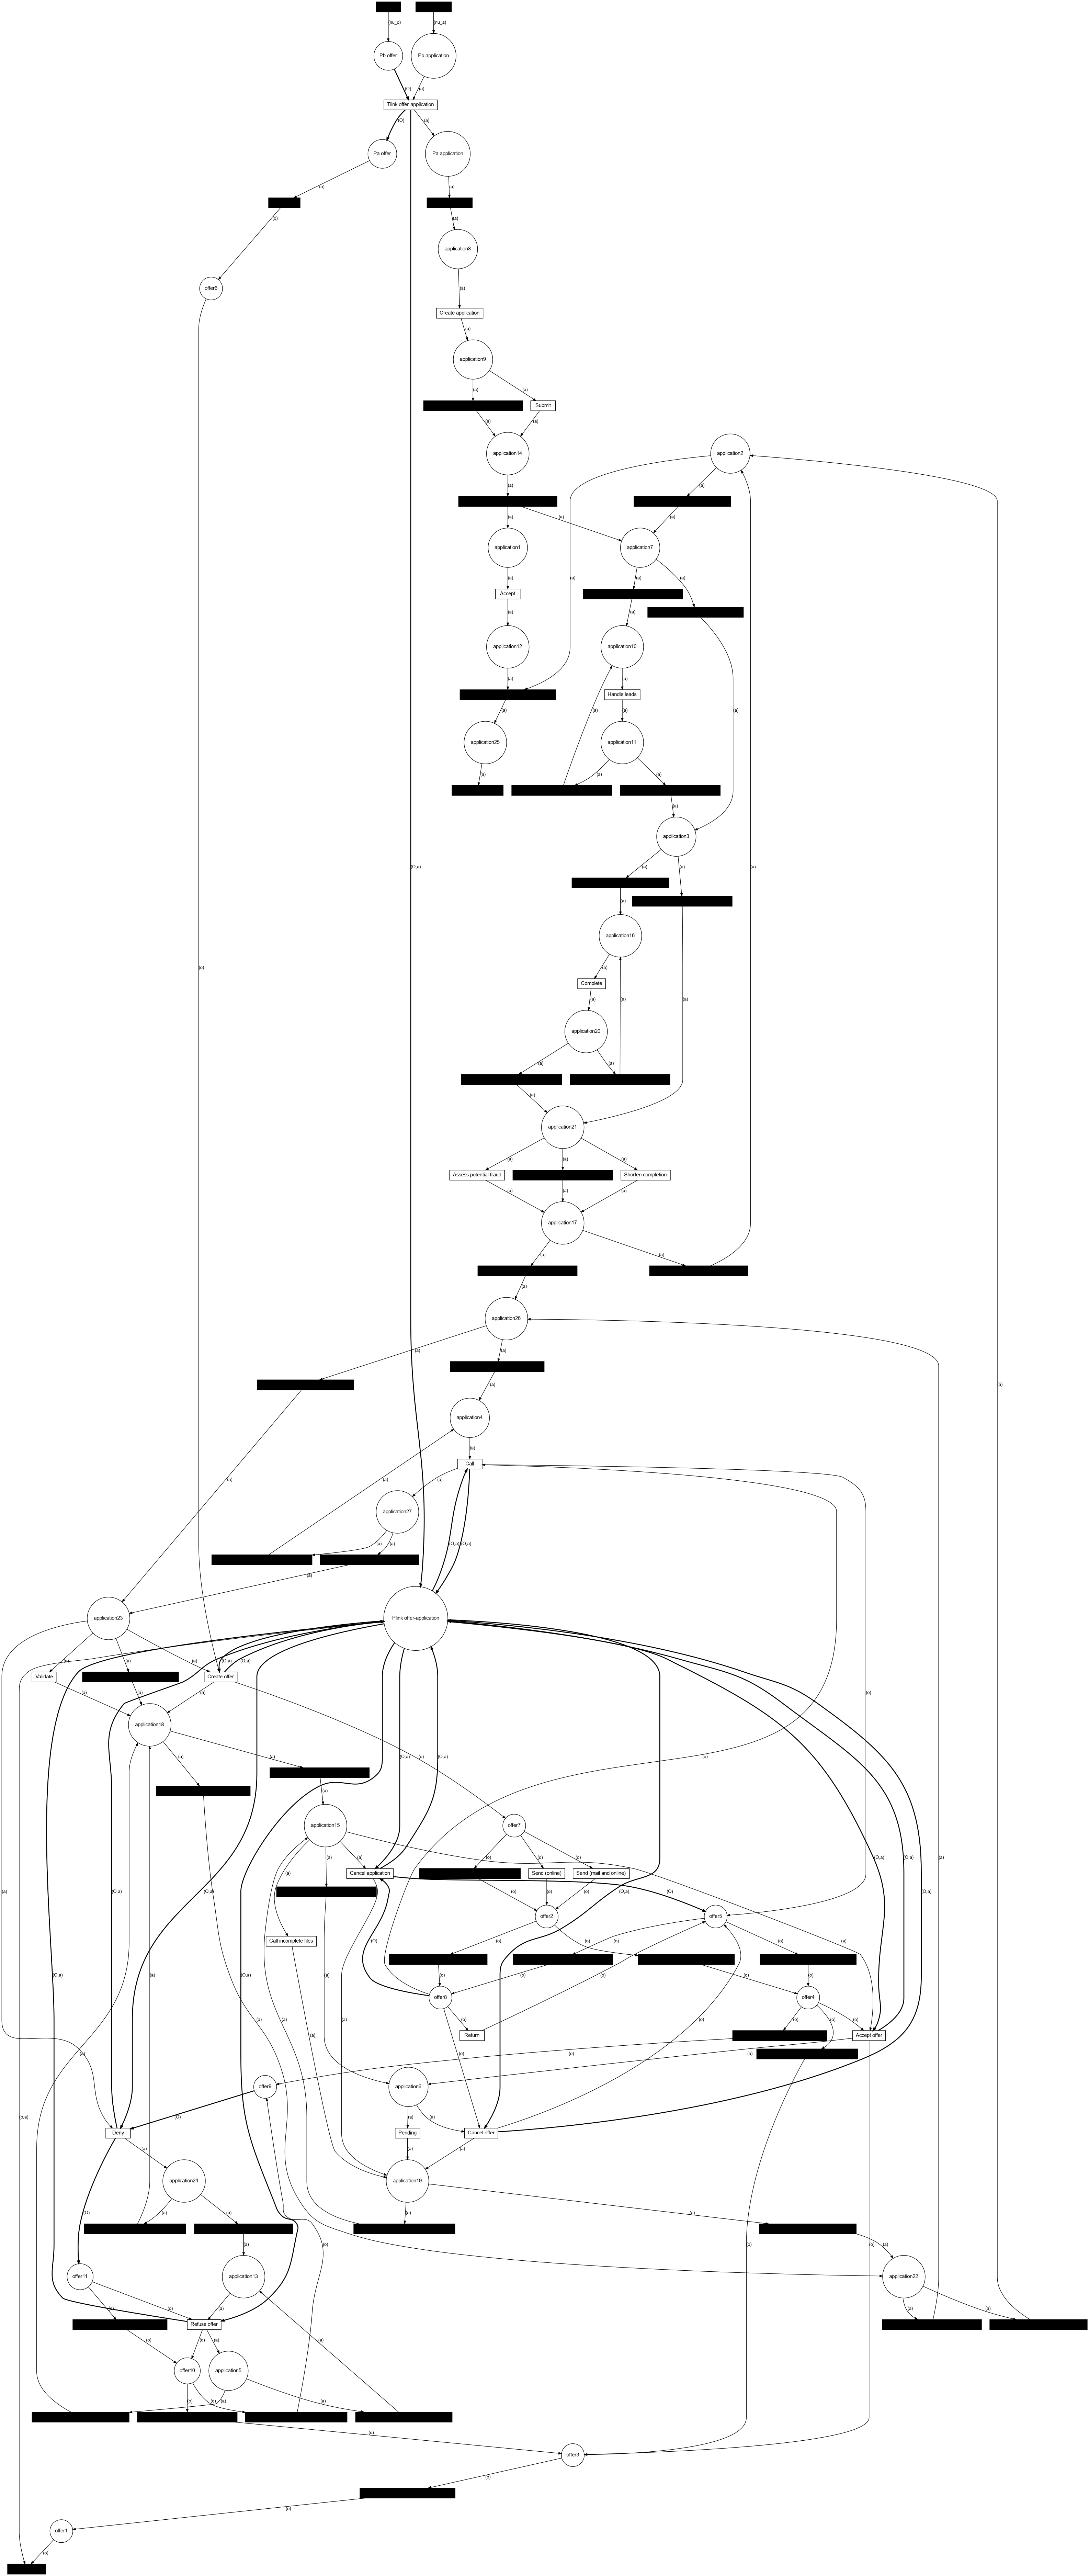 (nu_o)
(nu_a)
Pb offer
Pb application
(O)
(a)
Tlink offer-application
(O)
(a)
Pa offer
Pa application
(o)
(a)
(o)
(a)
offer6
application8
(a)
Create application
(a)
application9
(a)
(a)
Submit
(a)
(a)
application14
application2
(a)
(a)
(a)
(a)
(a)
application1
application7
(a)
(a)
(a)
(a)
Accept
(a)
(a)
application12
application10
(a)
(a)
Handle leads
(a)
(a)
(a)
(a)
application25
application11
(a)
(a)
(a)
(a)
application3
(a)
(a)
(O,a)
(a)
(a)
application16
(a)
(o)
Complete
(a)
(a)
(a)
application20
(a)
(a)
(a)
application21
(a)
(a)
(a)
Assess potential fraud
Shorten completion
(a)
(a)
(a)
application17
(a)
(a)
(a)
application26
(a)
(a)
(a)
(a)
application4
(a)
Call
(a)
(a)
(a)
application27
(a)
(a)
(O,a)
(O,a)
(a)
(o)
application23
Plink offer-application
(a)
(a)
(a)
(O,a)
(O,a)
Validate
Create offer
(a)
(a)
(a)
application18
(a)
(a)
(O,a)
(O,a)
(o)
(o)
(a)
application15
offer7
(a)
(a)
(a)
(o)
(o)
(o)
(O,a)
(O,a)
Cancel application
Send (online)
Send (mail and online)
(a)
(O,a)
(O,a)
(O,a)
(O)
(o)
(o)
(o)
offer2
offer5
Call incomplete files
(O)
(o)
(o)
(o)
(o)
(a)
(o)
(o)
(o)
(o)
offer8
offer4
(o)
(o)
(o)
(o)
Return
Accept offer
(a)
(a)
(a)
(o)
(o)
(a)
(o)
offer9
application6
(O)
(a)
(a)
Deny
Pending
Cancel offer
(a)
(a)
(a)
application24
application19
(O)
(a)
(a)
(a)
(a)
(o)
(o)
(o)
(a)
(a)
offer11
application13
application22
(o)
(o)
(a)
(a)
(a)
Refuse offer
(o)
(o)
(a)
(a)
offer10
application5
(o)
(o)
(a)
(a)
(o)
offer3
(o)
(o)
offer1
(o)